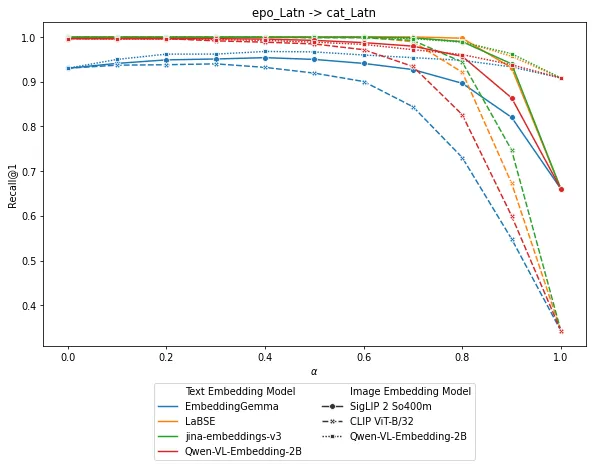 epo_Latn -> cat_Latn
Recall@1
1.0
0.9
0.8
0.7
0.6
0.5
0.4
0.0 0.2 0.4 0.6 0.8 1.0
α
Text Embedding Model Image Embedding Model
EmbeddingGemma SigLIP 2 So400m
LaBSE CLIP ViT-B/32
jina-embeddings-v3 Qwen-VL-Embedding-2B
Qwen-VL-Embedding-2B